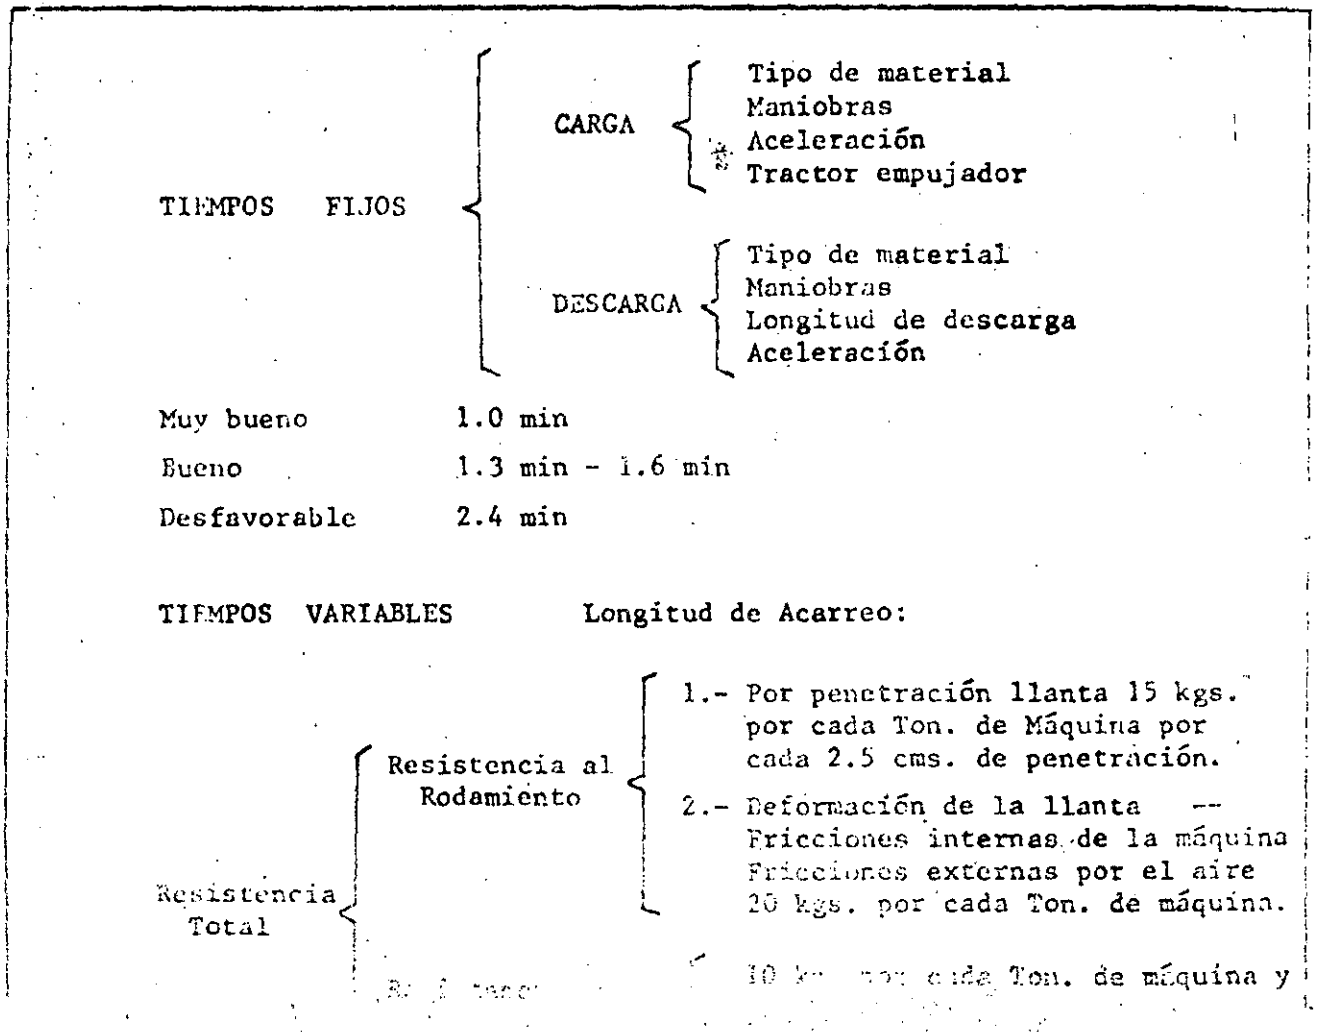 Tipo de material
Maniobras
CARGA
Aceleración
Tractor empujador
TIEMPOS FIJOS
Tipo de material
Maniobras
DESCARGA
Longitud de descarga
Aceleración
Muy bueno 1.0 min
Bueno 1.3 min - 1.6 min
Desfavorable 2.4 min
TIEMPOS VARIABLES Longitud de Acarreo:
1.- Por penetración llanta 15 kgs.
por cada Ton. de Máquina por
cada 2.5 cms. de penetración.
Resistencia al
Rodamiento
2.- Deformación de la llanta --
Fricciones internas de la máquina
Fricciones externas por el aire
20 kgs. por cada Ton. de máquina.
Resistencia
Total
10 por cada Ton. de máquina y